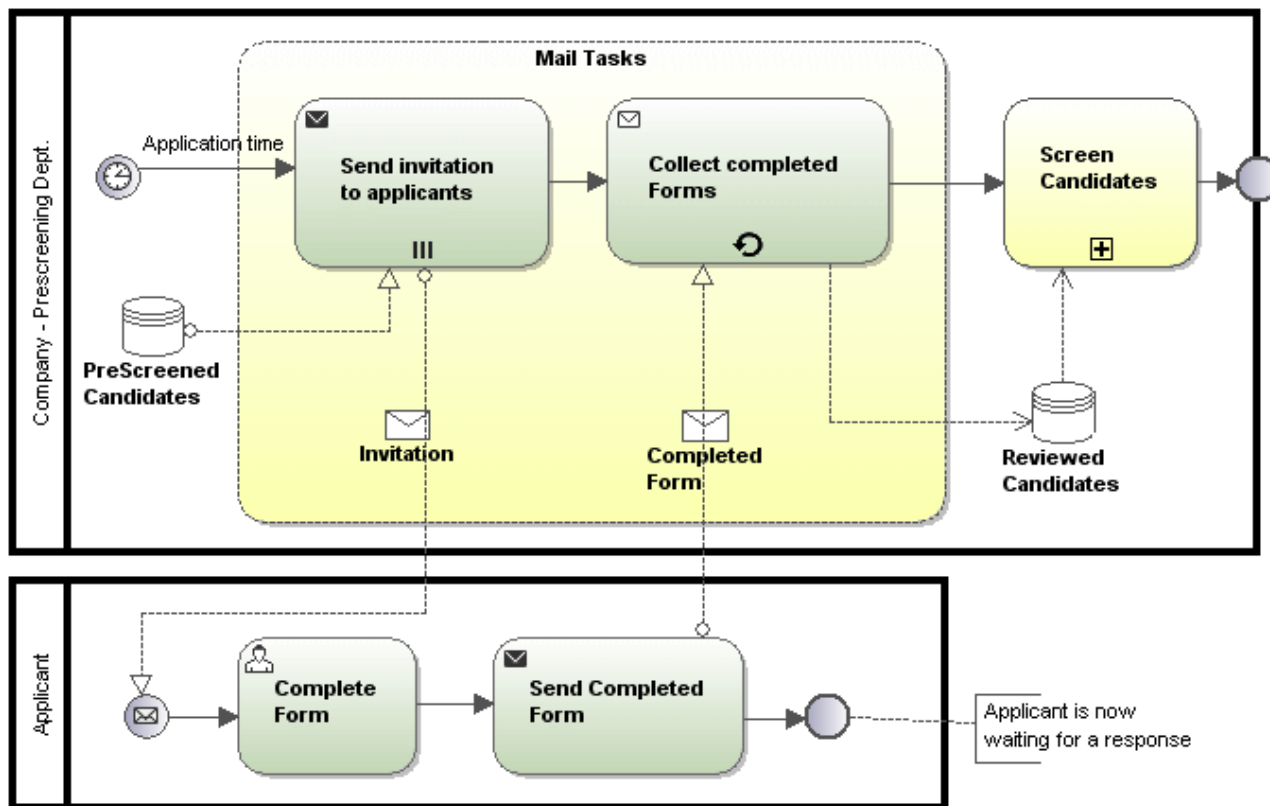 Company - Prescreening Dept.
Mail Tasks
Application time
Send invitation
to applicants
Collect completed
Forms
Screen
Candidates
PreScreened
Candidates
Invitation
Completed
Form
Reviewed
Candidates
Applicant
Complete
Form
Send Completed
Form
Applicant is now
waiting for a response